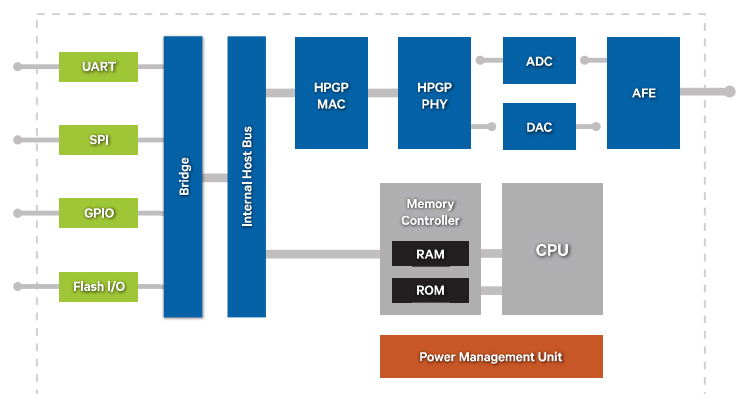 UART
SPI
GPIO
Flash I/O
Bridge
Internal Host Bus
HPGP
MAC
HPGP
PHY
ADC
DAC
AFE
Memory
Controller
RAM
ROM
CPU
Power Management Unit